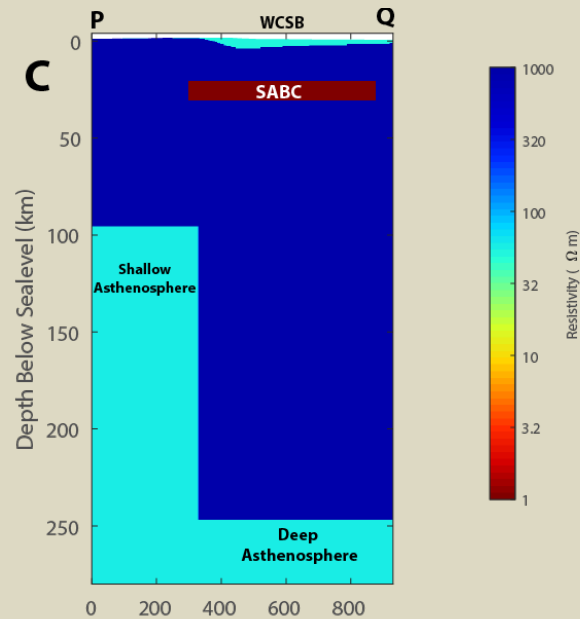 P WCSB Q
C
0
50
100
150
200
250
Depth Below Sealevel (km)
SABC
Shallow
Asthenosphere
Deep
Asthenosphere
0 200 400 600 800
1000
320
100
32
10
3.2
1
Resistivity ( Ω m)